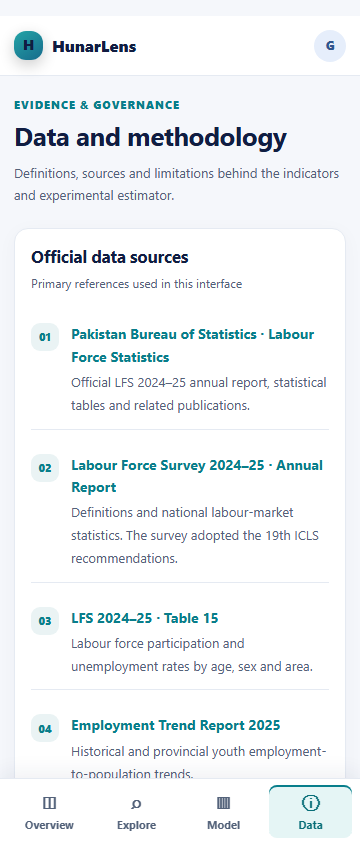 H HunarLens G
EVIDENCE & GOVERNANCE
Data and methodology
Definitions, sources and limitations behind the indicators
and experimental estimator.
Official data sources
Primary references used in this interface
01 Pakistan Bureau of Statistics · Labour
Force Statistics
Official LFS 2024–25 annual report, statistical
tables and related publications.
02 Labour Force Survey 2024–25 · Annual
Report
Definitions and national labour-market
statistics. The survey adopted the 19th ICLS
recommendations.
03 LFS 2024–25 · Table 15
Labour force participation and
unemployment rates by age, sex and area.
04 Employment Trend Report 2025
Historical and provincial youth employment-
to-population trends.
Overview Explore Model Data